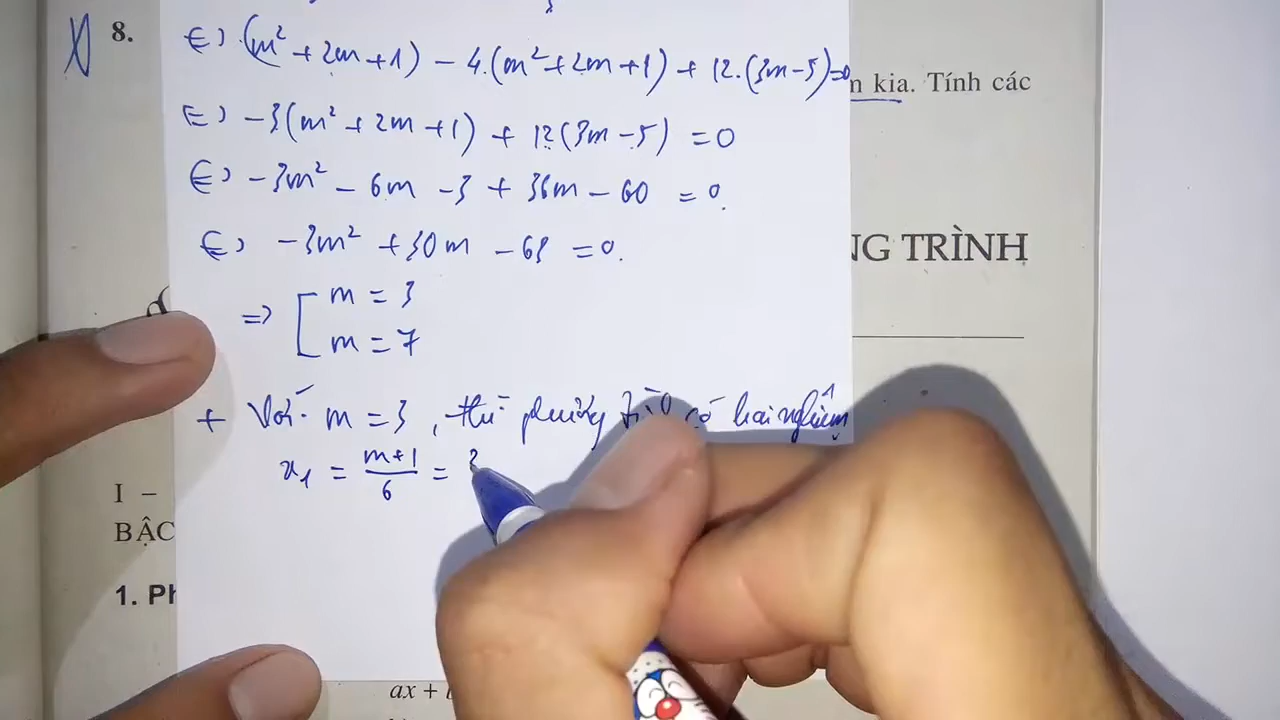 8.
⇔ (m² + 2m + 1) − 4.(m² + 2m + 1) + 12.(3m − 5) = 0
n kia. Tính các
⇔ −3(m² + 2m + 1) + 12(3m − 5) = 0
⇔ −3m² − 6m − 3 + 36m − 60 = 0.
⇔ −3m² + 30m − 63 = 0.
NG TRÌNH
⇒ [ m = 3
m = 7
+ Với m = 3, thì phương có hai nghiệm
x₁ = (m+1)/6 =
I –
BẬC
1. Ph
ax +